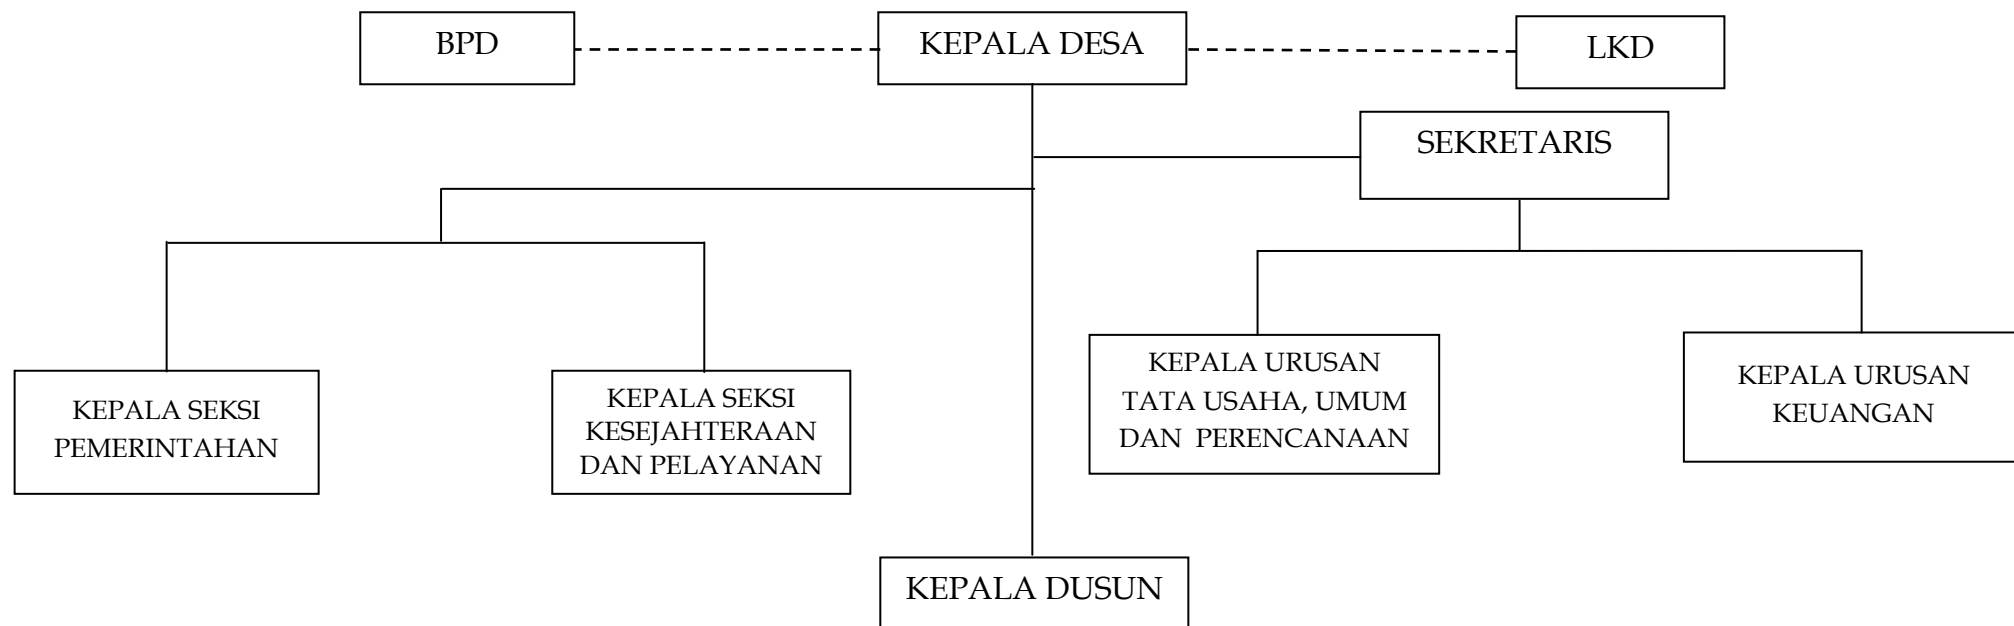 BPD
KEPALA DESA
LKD
SEKRETARIS
KEPALA SEKSI
PEMERINTAHAN
KEPALA SEKSI
KESEJAHTERAAN
DAN PELAYANAN
KEPALA URUSAN
TATA USAHA, UMUM
DAN PERENCANAAN
KEPALA URUSAN
KEUANGAN
KEPALA DUSUN